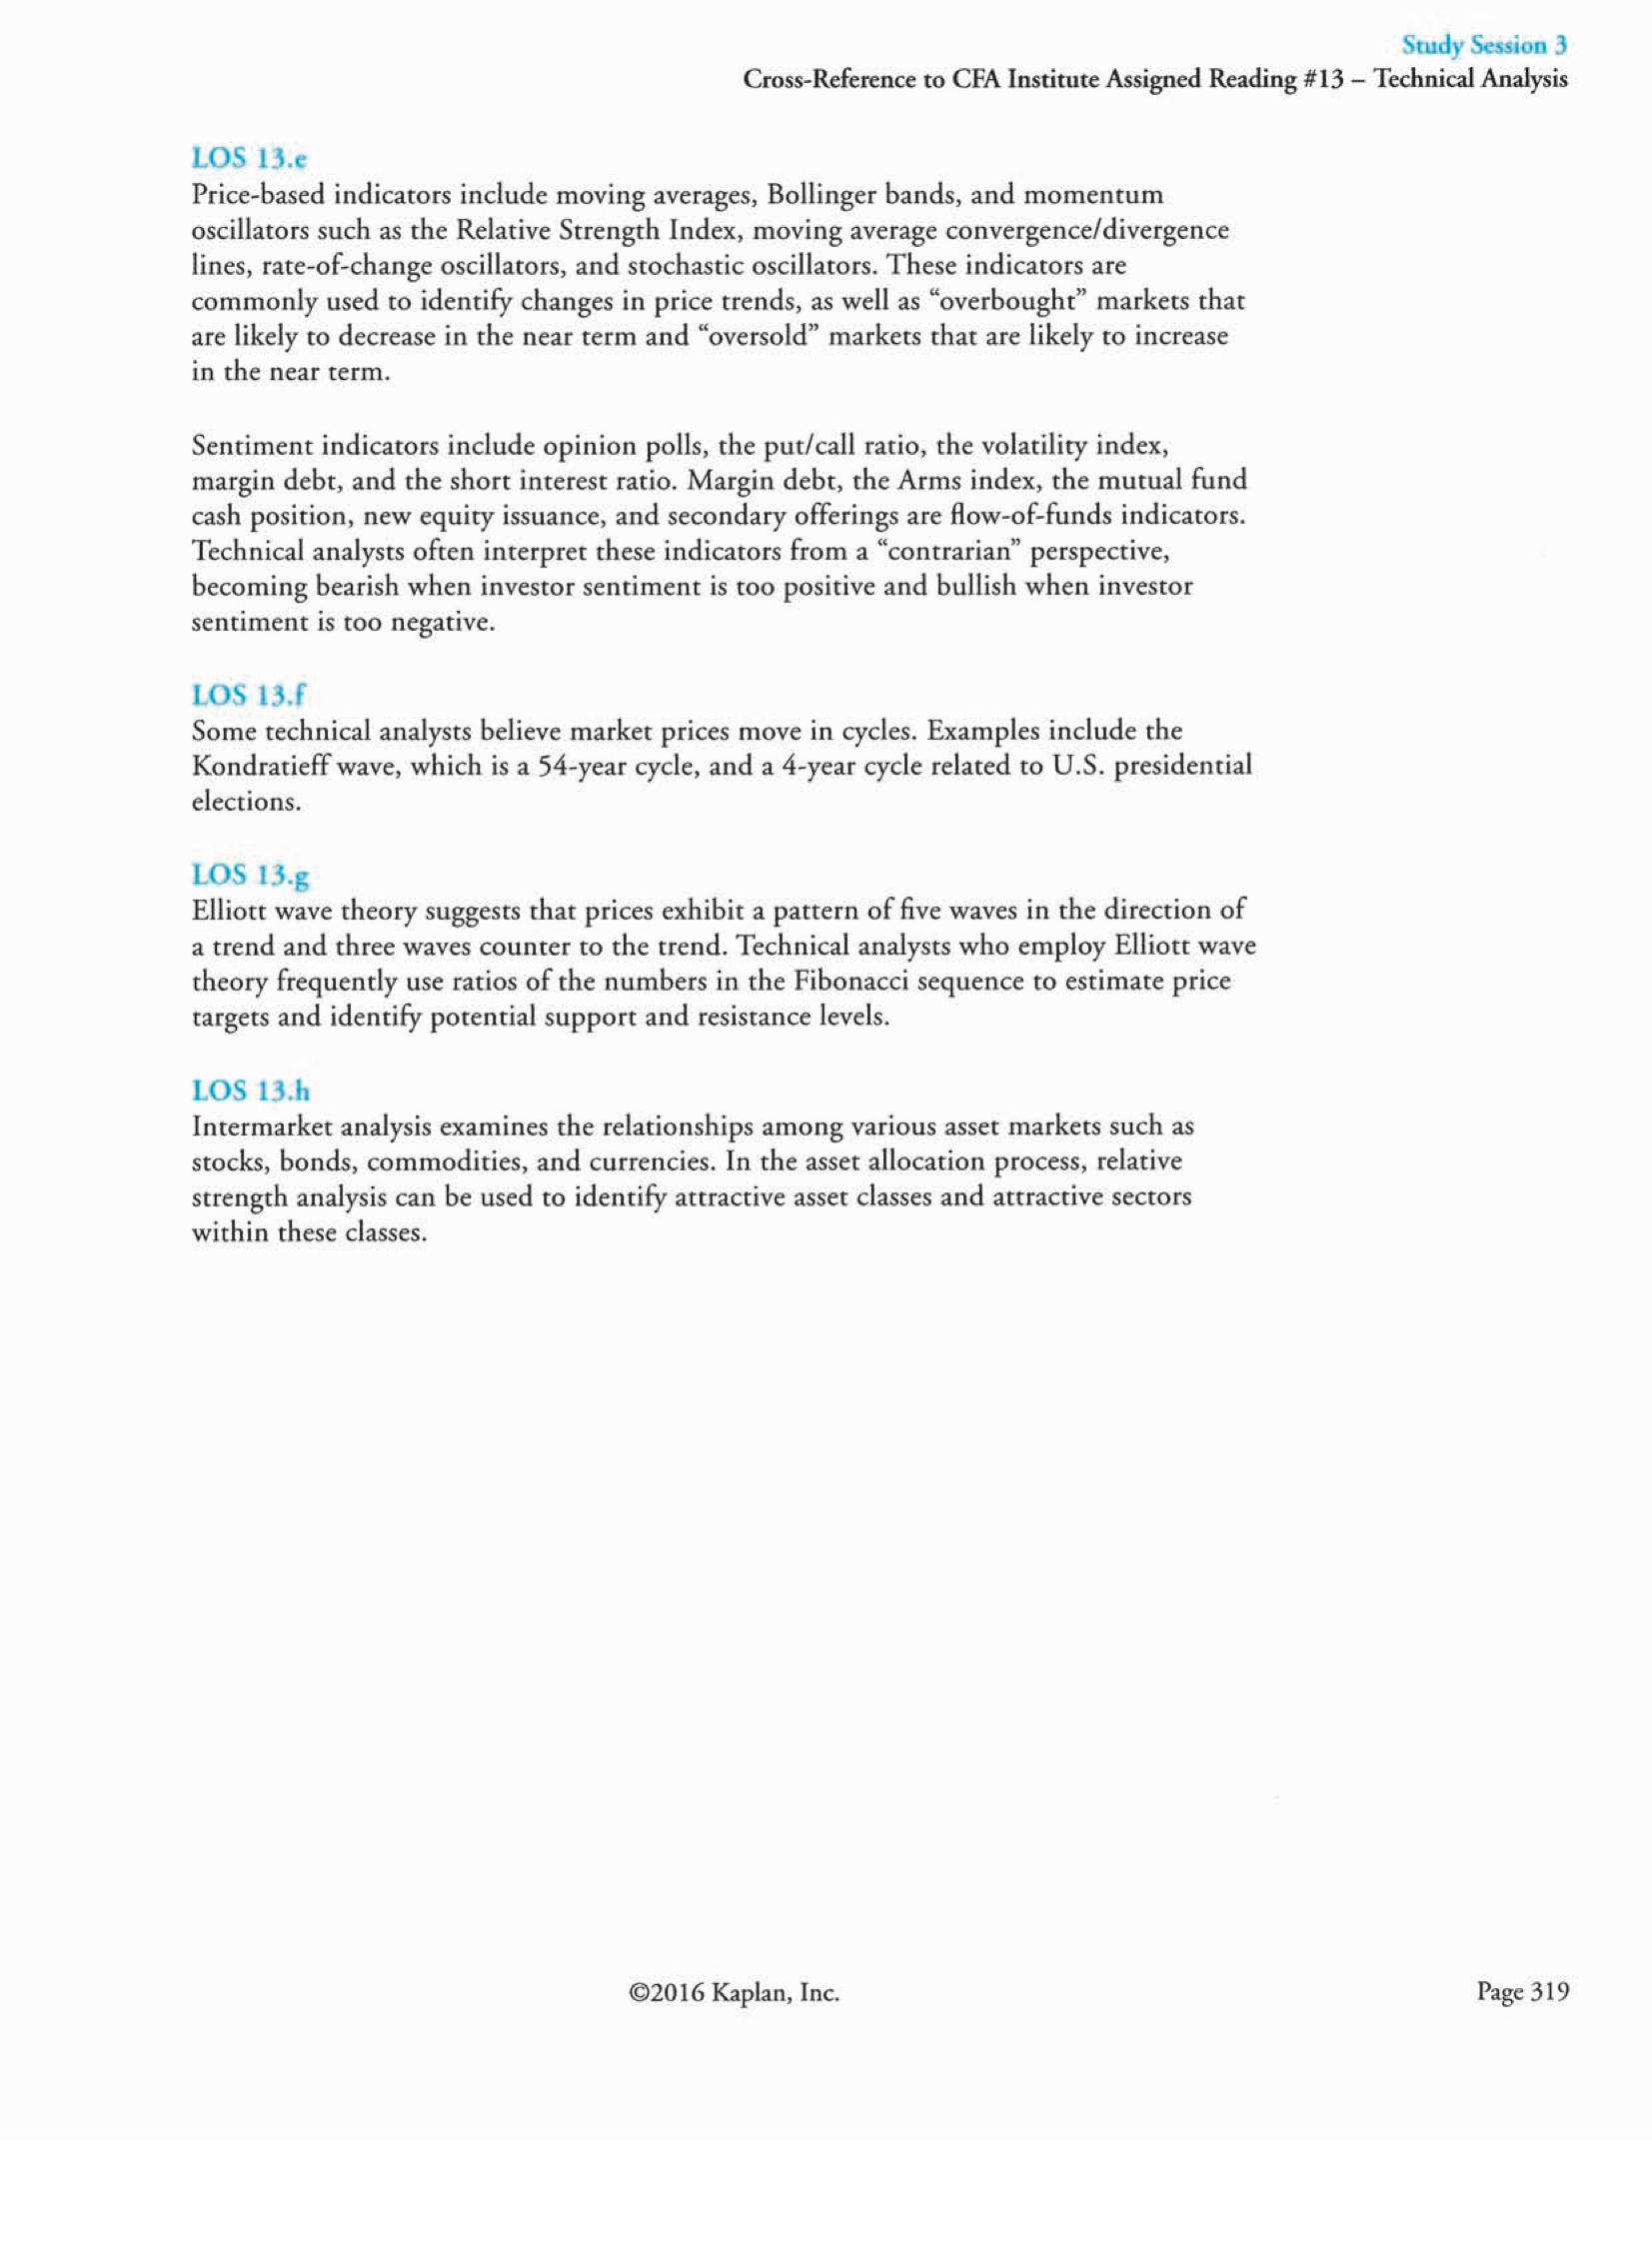 Study Session 3
Cross-Reference to CFA Institute Assigned Reading #13 – Technical Analysis
LOS 13.e
Price-based indicators include moving averages, Bollinger bands, and momentum
oscillators such as the Relative Strength Index, moving average convergence/divergence
lines, rate-of-change oscillators, and stochastic oscillators. These indicators are
commonly used to identify changes in price trends, as well as “overbought” markets that
are likely to decrease in the near term and “oversold” markets that are likely to increase
in the near term.
Sentiment indicators include opinion polls, the put/call ratio, the volatility index,
margin debt, and the short interest ratio. Margin debt, the Arms index, the mutual fund
cash position, new equity issuance, and secondary offerings are flow-of-funds indicators.
Technical analysts often interpret these indicators from a “contrarian” perspective,
becoming bearish when investor sentiment is too positive and bullish when investor
sentiment is too negative.
LOS 13.f
Some technical analysts believe market prices move in cycles. Examples include the
Kondratieff wave, which is a 54-year cycle, and a 4-year cycle related to U.S. presidential
elections.
LOS 13.g
Elliott wave theory suggests that prices exhibit a pattern of five waves in the direction of
a trend and three waves counter to the trend. Technical analysts who employ Elliott wave
theory frequently use ratios of the numbers in the Fibonacci sequence to estimate price
targets and identify potential support and resistance levels.
LOS 13.h
Intermarket analysis examines the relationships among various asset markets such as
stocks, bonds, commodities, and currencies. In the asset allocation process, relative
strength analysis can be used to identify attractive asset classes and attractive sectors
within these classes.
©2016 Kaplan, Inc.
Page 319